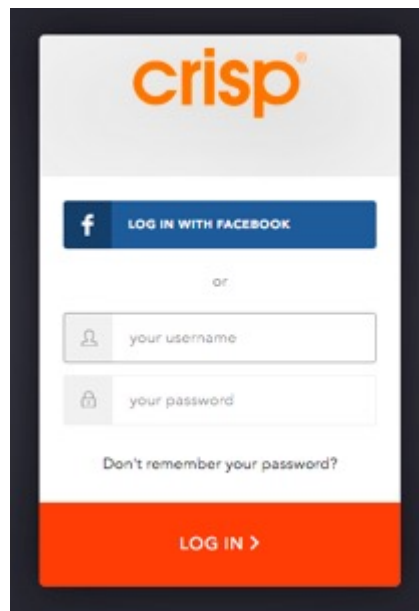 crisp®
f LOG IN WITH FACEBOOK
or
your username
your password
Don't remember your password?
LOG IN >